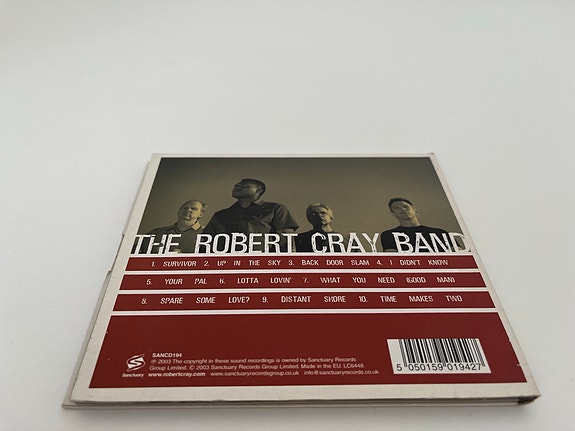 THE ROBERT CRAY BAND
1. SURVIVOR 2. UP IN THE SKY 3. BACK DOOR SLAM 4. I DIDN'T KNOW
5. YOUR PAL 6. LOTTA LOVIN' 7. WHAT YOU NEED (GOOD MAN)
8. SPARE SOME LOVE? 9. DISTANT SHORE 10. TIME MAKES TWO
SANCD194
℗ 2003 The copyright in these sound recordings is owned by Sanctuary Records
Group Limited. © 2003 Sanctuary Records Group Limited. Made in the EU. LC6448.
www.robertcray.com www.sanctuaryrecordsgroup.co.uk info@sanctuaryrecords.co.uk
Sanctuary
5 050159 019427